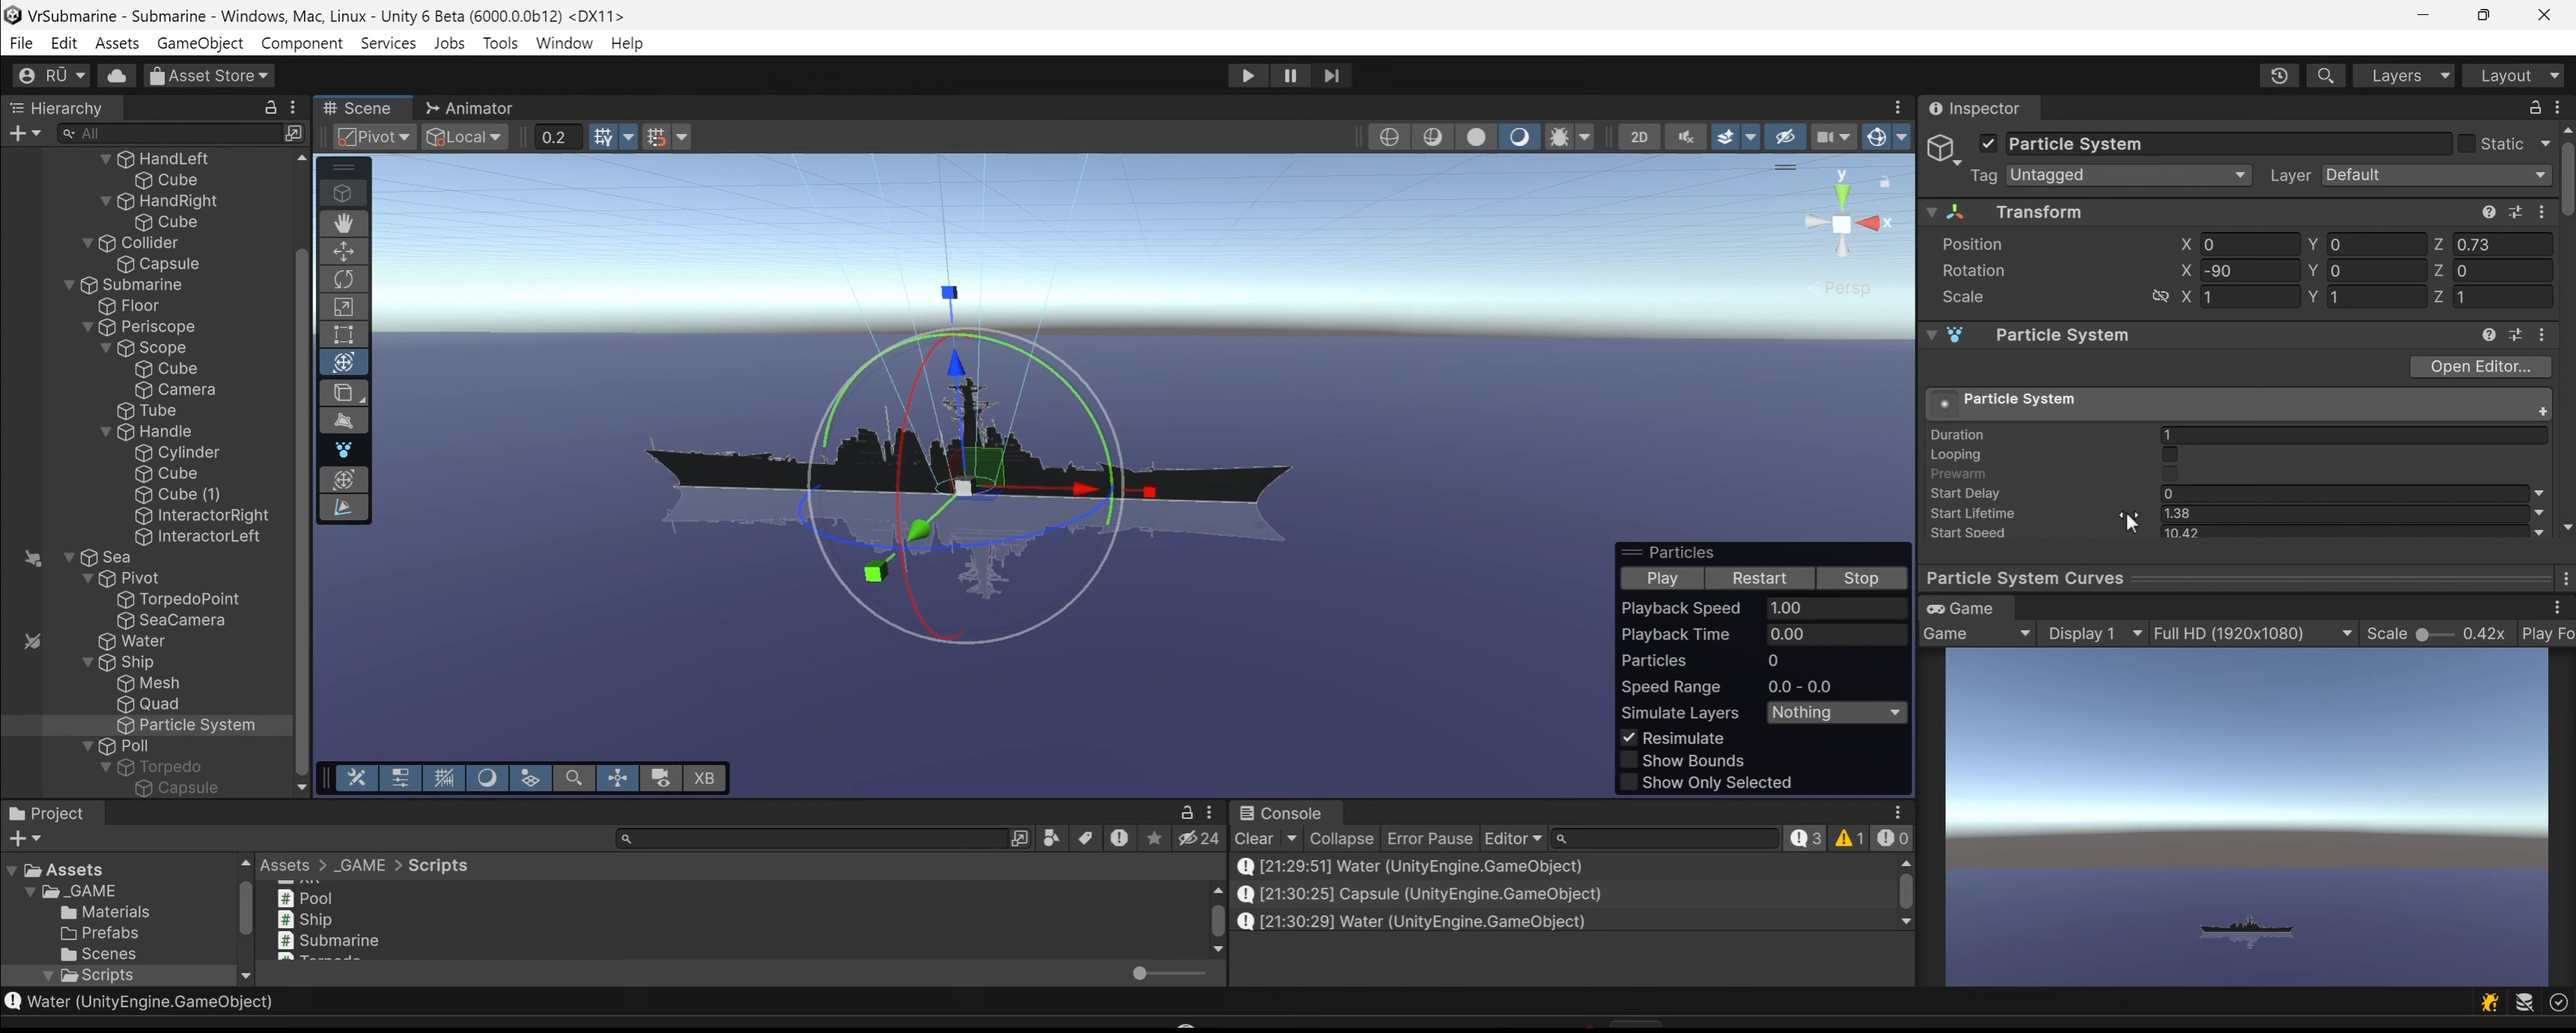 VrSubmarine - Submarine - Windows, Mac, Linux - Unity 6 Beta (6000.0.0b12) <DX11>
File Edit Assets GameObject Component Services Jobs Tools Window Help
RŪ Asset Store Layers Layout
Hierarchy
All
HandLeft
Cube
HandRight
Cube
Collider
Capsule
Submarine
Floor
Periscope
Scope
Cube
Camera
Tube
Handle
Cylinder
Cube
Cube (1)
InteractorRight
InteractorLeft
Sea
Pivot
TorpedoPoint
SeaCamera
Water
Ship
Mesh
Quad
Particle System
Poll
Torpedo
Capsule
Scene Animator
Pivot Local 0.2 2D
y
x
Persp
Particles
Play Restart Stop
Playback Speed 1.00
Playback Time 0.00
Particles 0
Speed Range 0.0 - 0.0
Simulate Layers Nothing
Resimulate
Show Bounds
Show Only Selected
XB
Inspector
Particle System Static
Tag Untagged Layer Default
Transform
Position X 0 Y 0 Z 0.73
Rotation X -90 Y 0 Z 0
Scale X 1 Y 1 Z 1
Particle System
Open Editor...
Particle System
Duration 1
Looping
Prewarm
Start Delay 0
Start Lifetime 1.38
Start Speed 10.42
Particle System Curves
Game
Game Display 1 Full HD (1920x1080) Scale 0.42x Play Fo
Project
24
Assets
_GAME
Materials
Prefabs
Scenes
Scripts
Assets > _GAME > Scripts
Pool
Ship
Submarine
Console
Clear Collapse Error Pause Editor 3 1 0
[21:29:51] Water (UnityEngine.GameObject)
[21:30:25] Capsule (UnityEngine.GameObject)
[21:30:29] Water (UnityEngine.GameObject)
Water (UnityEngine.GameObject)